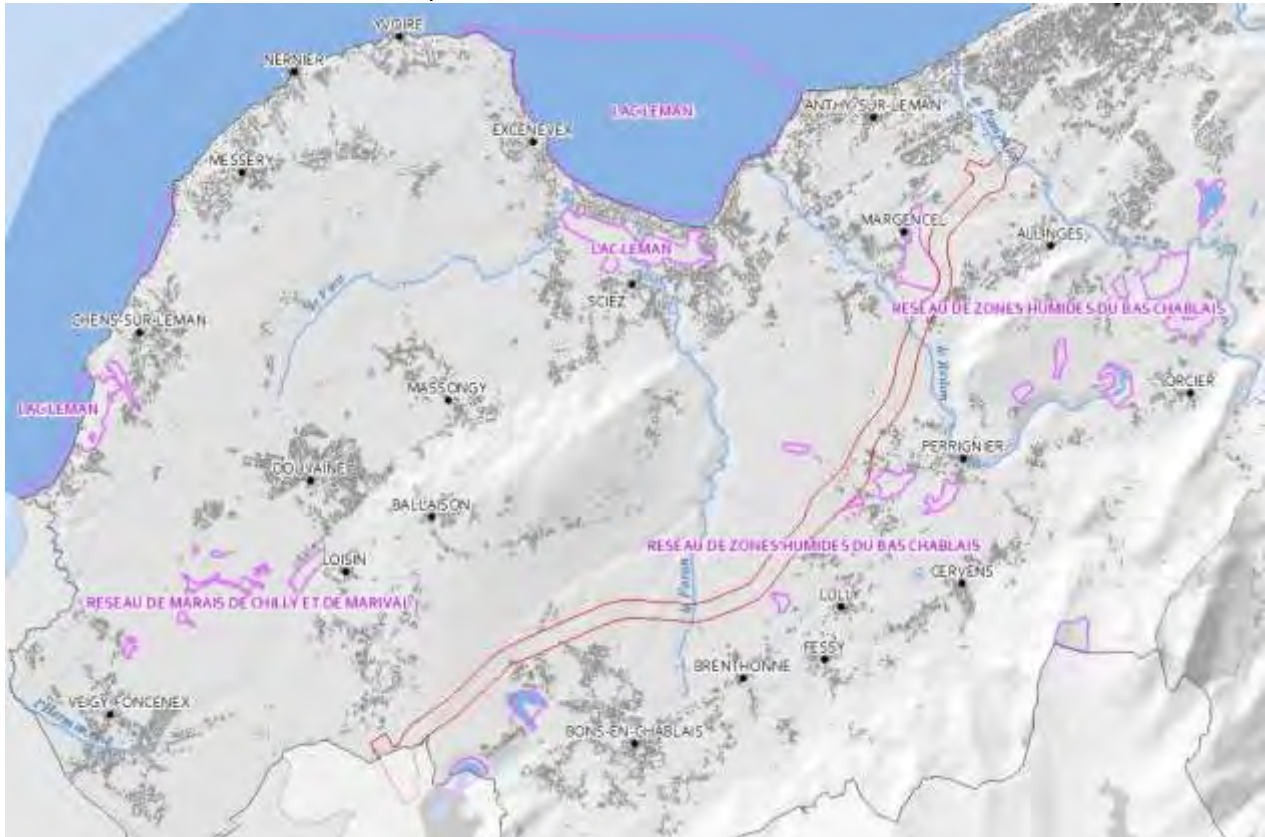 YVOIRE
NERNIER
LAC LEMAN
ANTHY-SUR-LEMAN
EXCENEVEX
MESSERY
MARGENCEL
LAC LEMAN
AULINGES
SCIEZ
RESEAU DE ZONES HUMIDES DU BAS CHABLAIS
CHENS-SUR-LEMAN
MASSONGY
ORCIER
LAC LEMAN
PERRIGNIER
DOUVAINE
BALLAISON
RESEAU DE ZONES HUMIDES DU BAS CHABLAIS
LOISIN
CERVENS
RESEAU DE MARAIS DE CHILLY ET DE MARIVAL
LULLY
le Foron
FESSY
BRENTHONNE
VEIGY-FONCENEX
BONS-EN-CHABLAIS